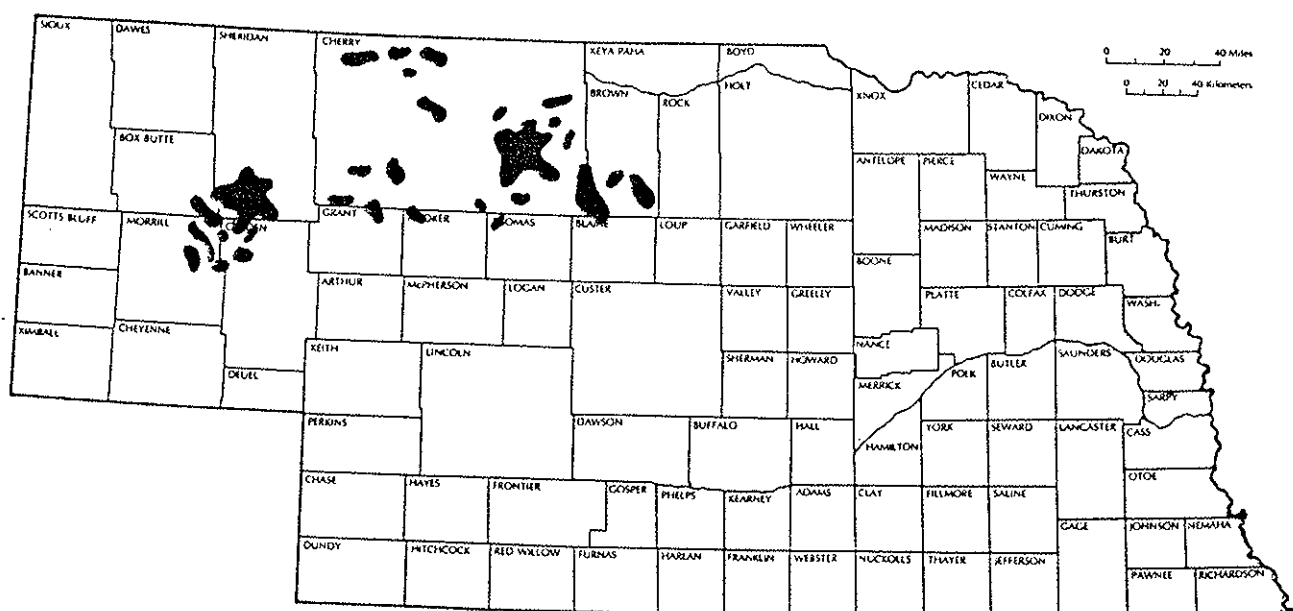 SIOUX
DAWES
SHERIDAN
CHERRY
KEYA PAHA
BOYD
0 20 40 Miles
0 20 40 Kilometers
BROWN
ROCK
HOLT
KNOX
CEDAR
DIXON
DAKOTA
BOX BUTTE
ANTELOPE
PIERCE
WAYNE
THURSTON
SCOTTS BLUFF
MORRILL
GRANT
BLAINE
LOUP
GARFIELD
WHEELER
MADISON
STANTON
CUMING
BURT
BANNER
BOONE
ARTHUR
McPHERSON
LOGAN
CUSTER
VALLEY
GREELEY
PLATTE
COLFAX
DODGE
WASH.
KIMBALL
CHEYENNE
KEITH
LINCOLN
NANCE
SHERMAN
HOWARD
MERRICK
POLK
BUTLER
SAUNDERS
DOUGLAS
SARPY
DEUEL
PERKINS
DAWSON
BUFFALO
HALL
HAMILTON
YORK
SEWARD
LANCASTER
CASS
OTOE
CHASE
HAYES
FRONTIER
GOSPER
PHELPS
KEARNEY
ADAMS
CLAY
FILLMORE
SALINE
GAGE
JOHNSON
NEMAHA
DUNDY
HITCHCOCK
RED WILLOW
FURNAS
HARLAN
FRANKLIN
WEBSTER
NUCKOLLS
THAYER
JEFFERSON
PAWNEE
RICHARDSON